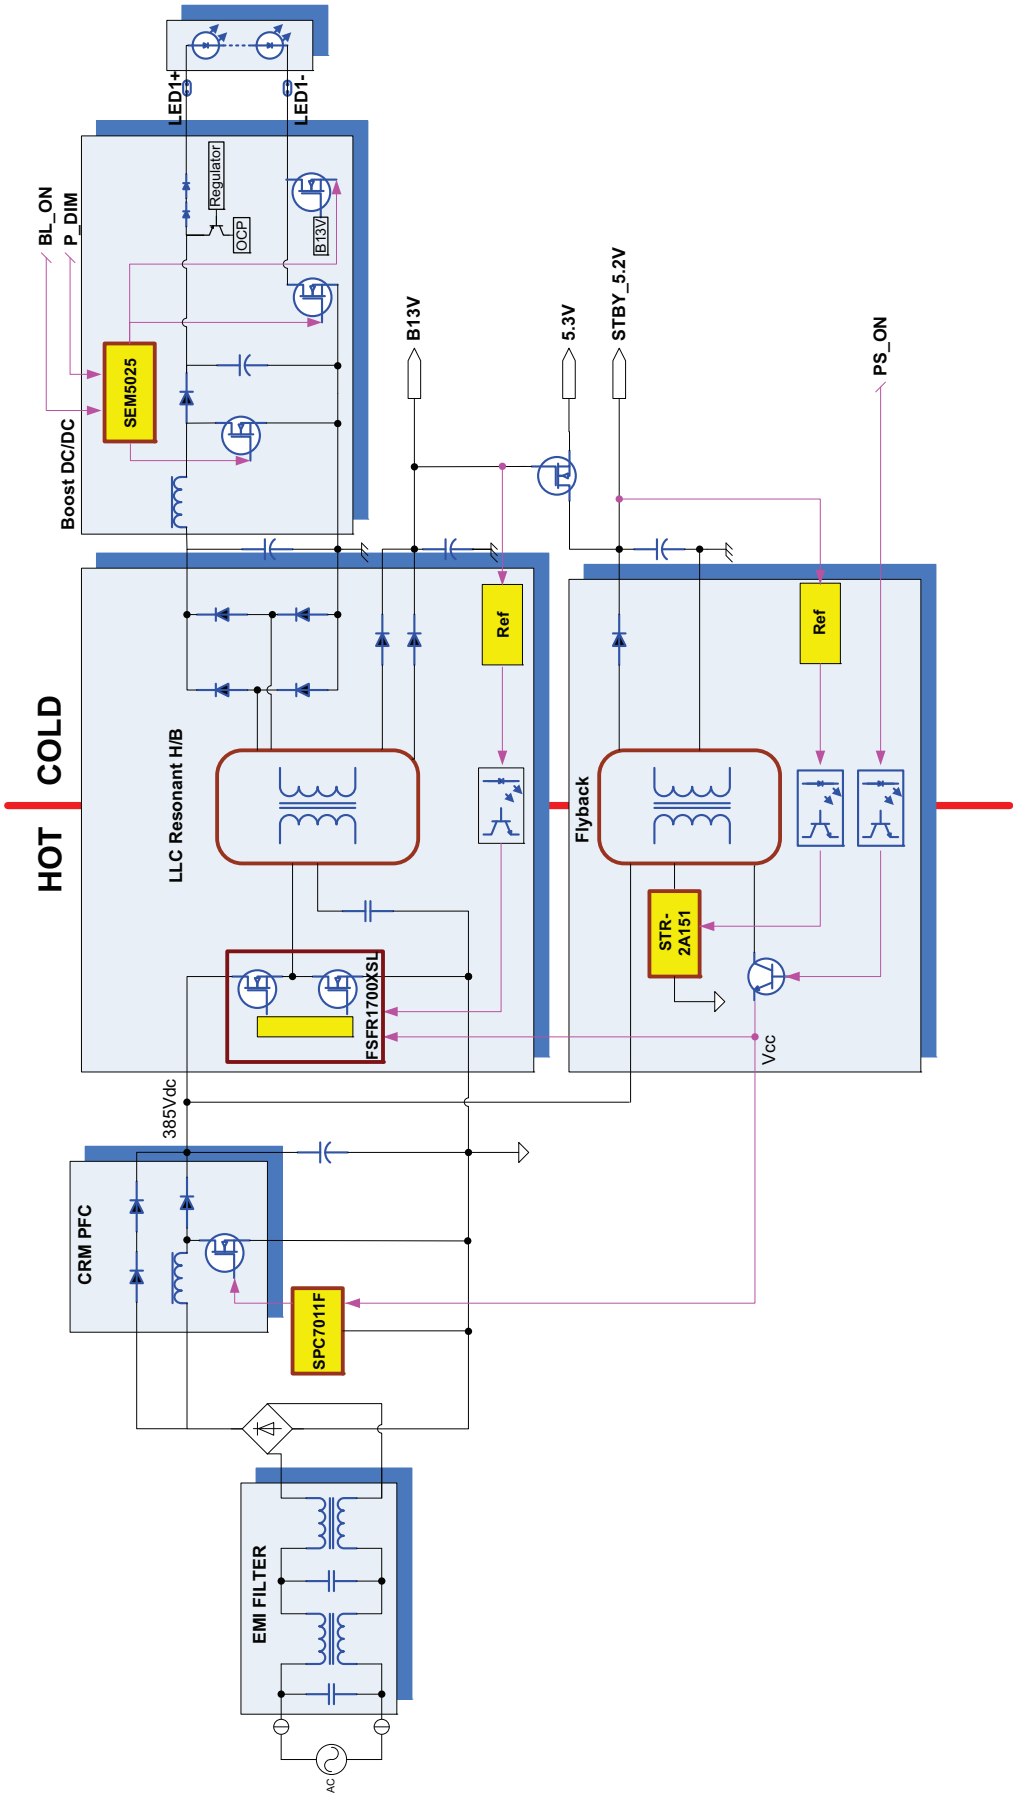 HOT
COLD
AC
EMI FILTER
CRM PFC
SPC7011F
385Vdc
LLC Resonant H/B
FSFR1700XSL
Ref
Boost DC/DC
SEM5025
BL_ON
P_DIM
Regulator
OCP
B13V
LED1+
LED1-
B13V
5.3V
STBY_5.2V
PS_ON
Flyback
STR-
2A151
Vcc
Ref